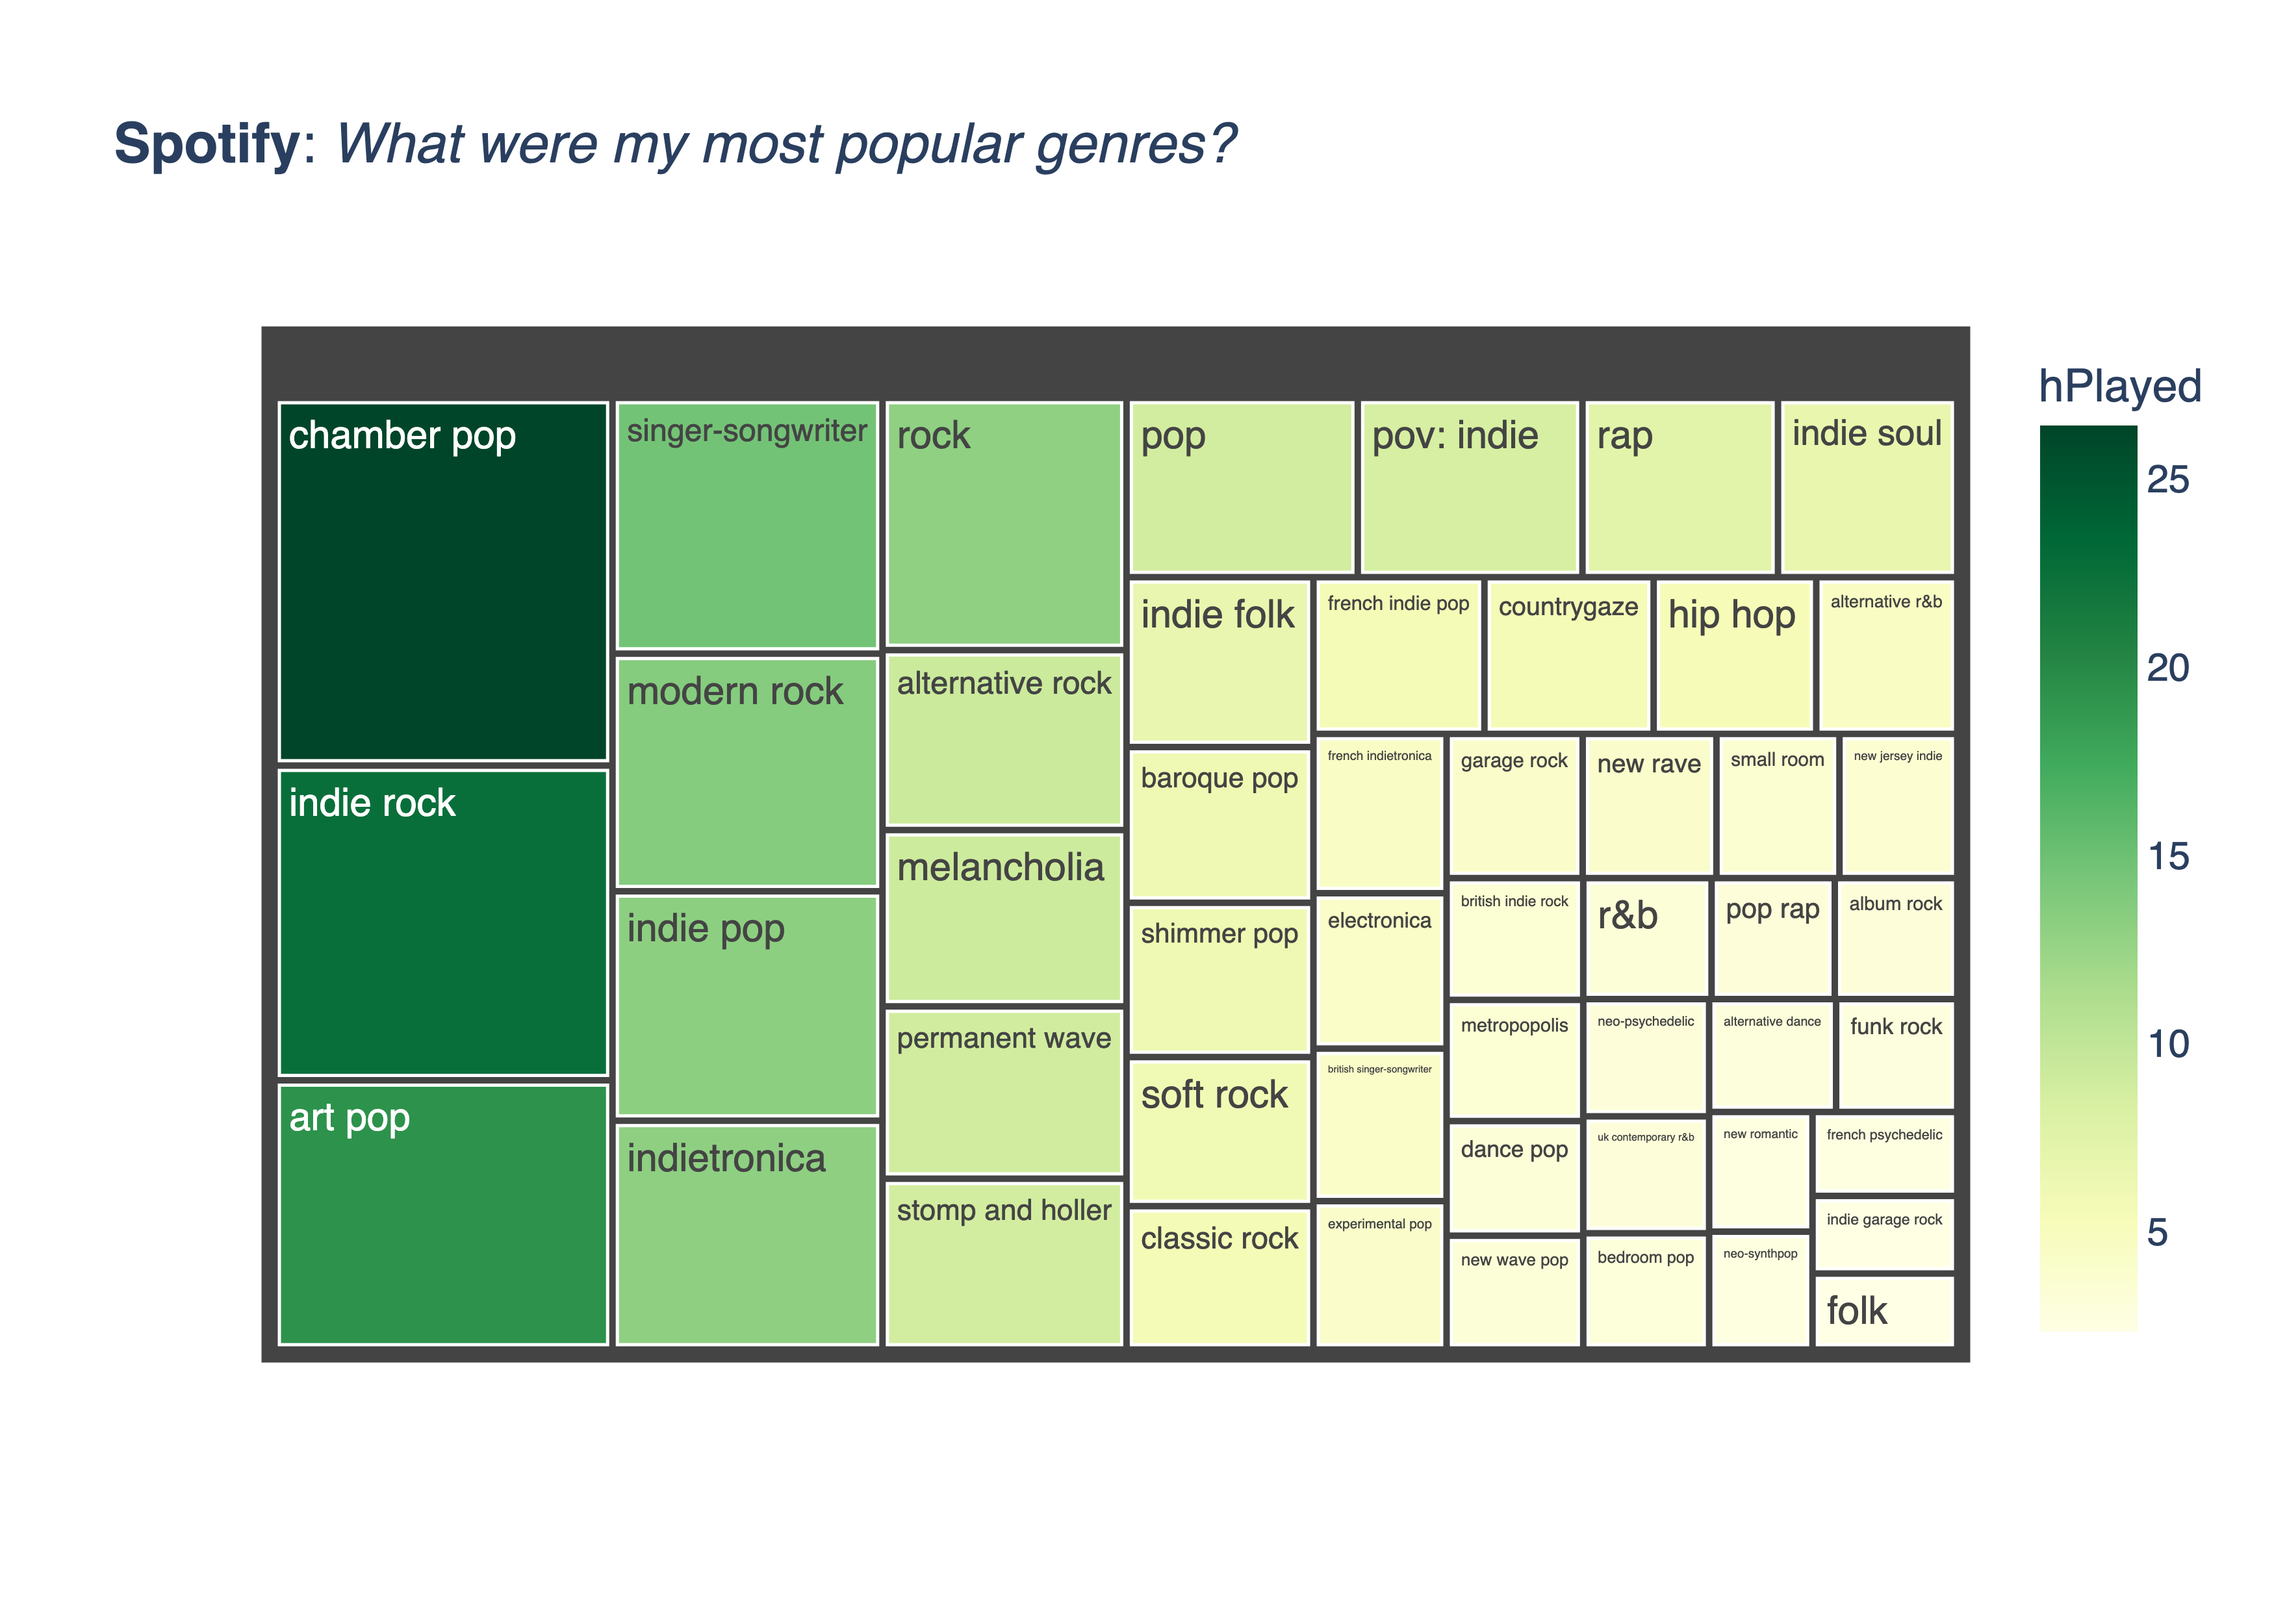 Spotify: What were my most popular genres?
hPlayed
25
20
15
10
5
chamber pop
indie rock
art pop
singer-songwriter
modern rock
indie pop
indietronica
rock
alternative rock
melancholia
permanent wave
stomp and holler
pop
pov: indie
rap
indie soul
indie folk
baroque pop
shimmer pop
soft rock
classic rock
french indie pop
countrygaze
hip hop
alternative r&b
french indietronica
electronica
british singer-songwriter
experimental pop
garage rock
new rave
small room
new jersey indie
british indie rock
metropopolis
dance pop
new wave pop
r&b
pop rap
album rock
neo-psychedelic
alternative dance
funk rock
uk contemporary r&b
bedroom pop
new romantic
neo-synthpop
french psychedelic
indie garage rock
folk